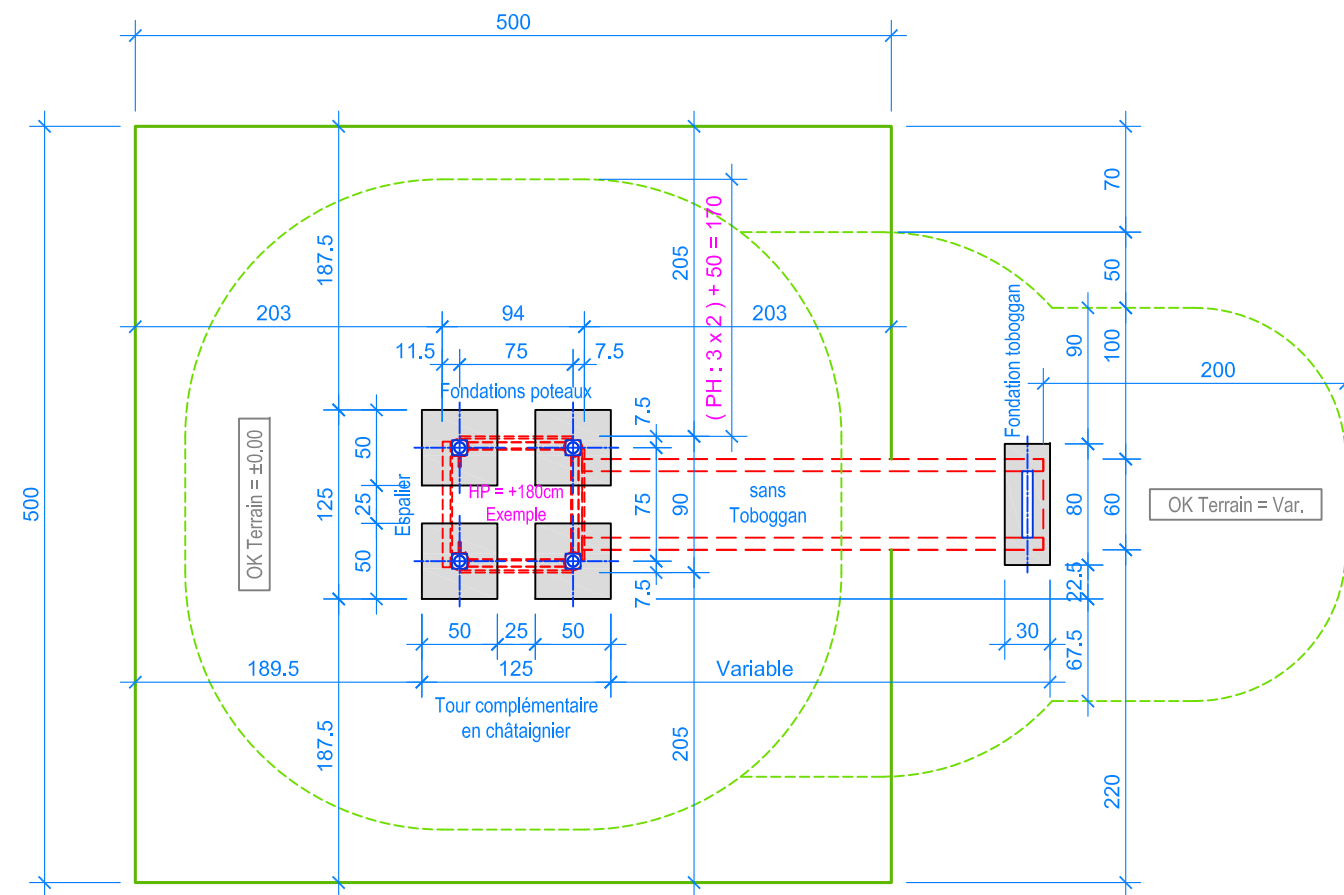 500
70
187.5
205
( PH : 3 x 2 ) + 50 = 170
50
203
94
203
11.5
75
7.5
90
100
Fondation toboggan
200
Fondations poteaux
7.5
500
OK Terrain = ±0,00
125
50
25
50
Espalier
HP = +180cm
Exemple
75
90
sans
Toboggan
80
60
OK Terrain = Var,
7.5
22.5
50
25
50
30
67.5
189.5
125
Variable
Tour complémentaire
en châtaignier
187.5
205
220